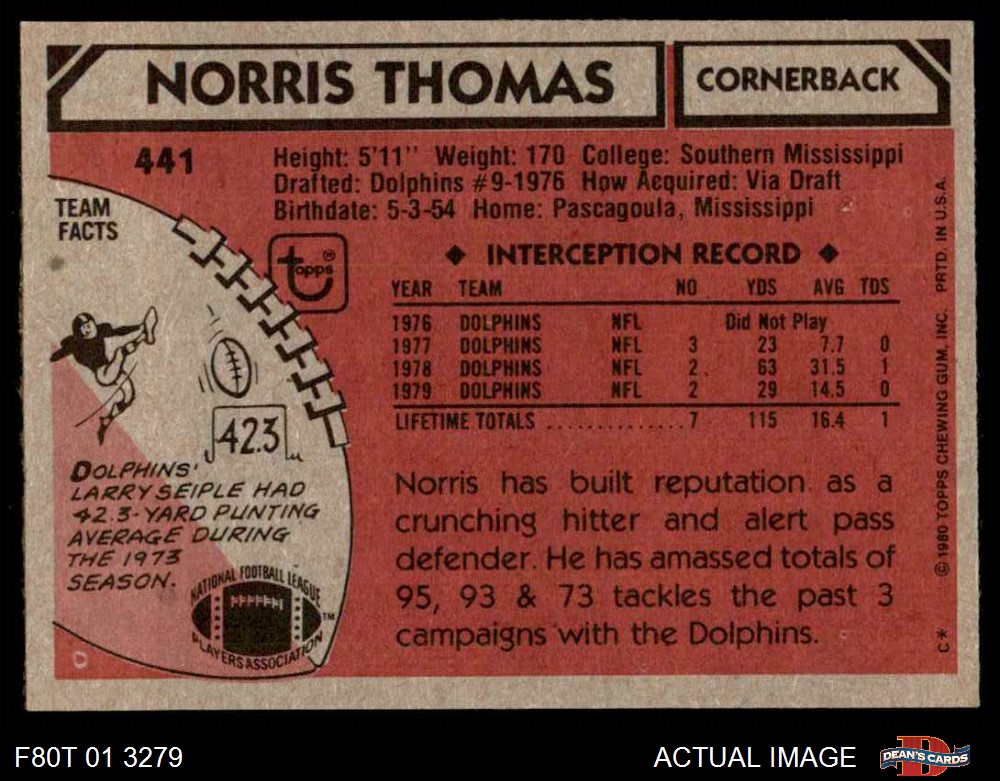 NORRIS THOMAS
CORNERBACK
441
Height: 5'11" Weight: 170 College: Southern Mississippi
Drafted: Dolphins #9-1976 How Acquired: Via Draft
Birthdate: 5-3-54 Home: Pascagoula, Mississippi
TEAM
FACTS
topps®
42.3
DOLPHINS'
LARRY SEIPLE HAD
42.3-YARD PUNTING
AVERAGE DURING
THE 1973
SEASON.
NATIONAL FOOTBALL LEAGUE
PLAYERS ASSOCIATION
TM
◆ INTERCEPTION RECORD ◆
YEAR TEAM NO YDS AVG TDS
1976 DOLPHINS NFL Did Not Play
1977 DOLPHINS NFL 3 23 7.7 0
1978 DOLPHINS NFL 2 63 31.5 1
1979 DOLPHINS NFL 2 29 14.5 0
LIFETIME TOTALS .............. 7 115 16.4 1
Norris has built reputation as a
crunching hitter and alert pass
defender. He has amassed totals of
95, 93 & 73 tackles the past 3
campaigns with the Dolphins.
© 1980 TOPPS CHEWING GUM, INC. PRTD. IN U.S.A.
C*
F80T 01 3279
ACTUAL IMAGE
DEAN'S CARDS